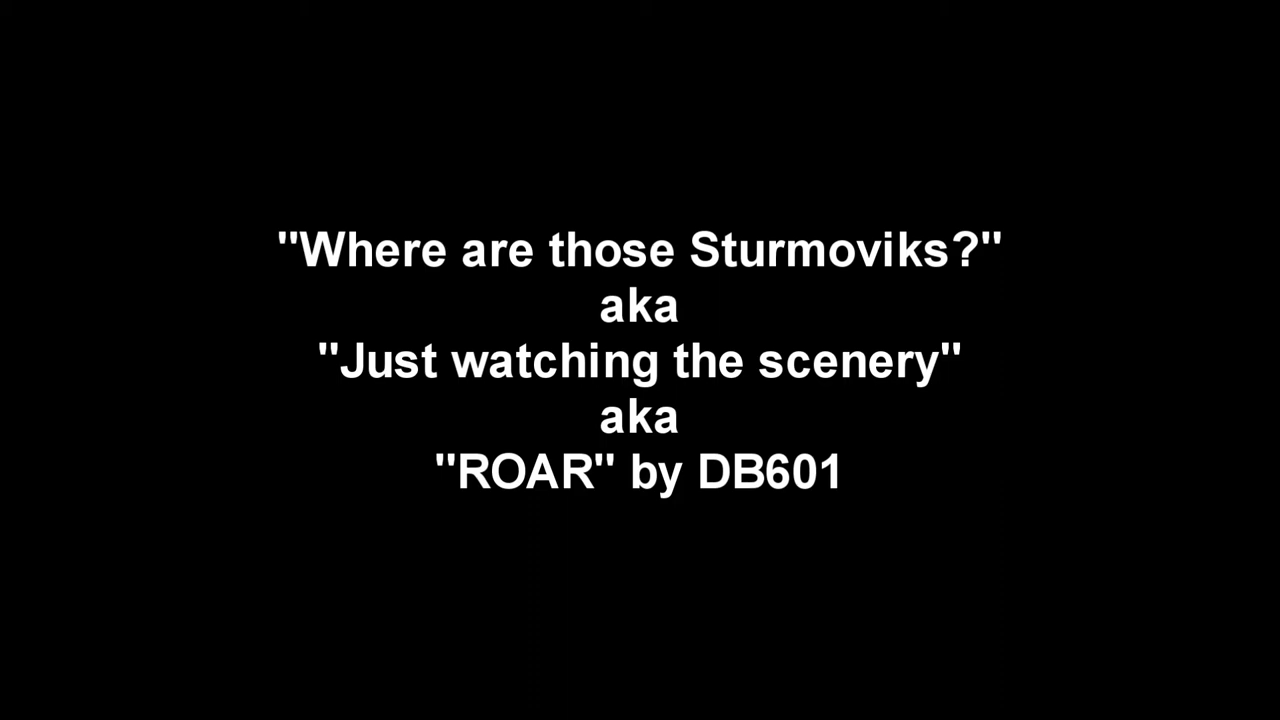 "Where are those Sturmoviks?"
aka
"Just watching the scenery"
aka
"ROAR" by DB601